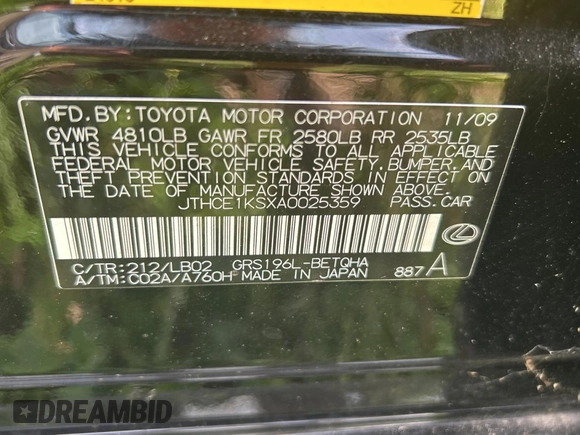 ZH
MFD. BY: TOYOTA MOTOR CORPORATION 11/09
GVWR 4810LB GAWR FR 2580LB RR 2535LB
THIS VEHICLE CONFORMS TO ALL APPLICABLE
FEDERAL MOTOR VEHICLE SAFETY, BUMPER, AND
THEFT PREVENTION STANDARDS IN EFFECT ON
THE DATE OF MANUFACTURE SHOWN ABOVE.
JTHCE1KSXA0025359 PASS. CAR
C/TR: 212/LB02 GRS196L-BETQHA
A/TM: C02A/A760H MADE IN JAPAN 887 A
DREAMBID